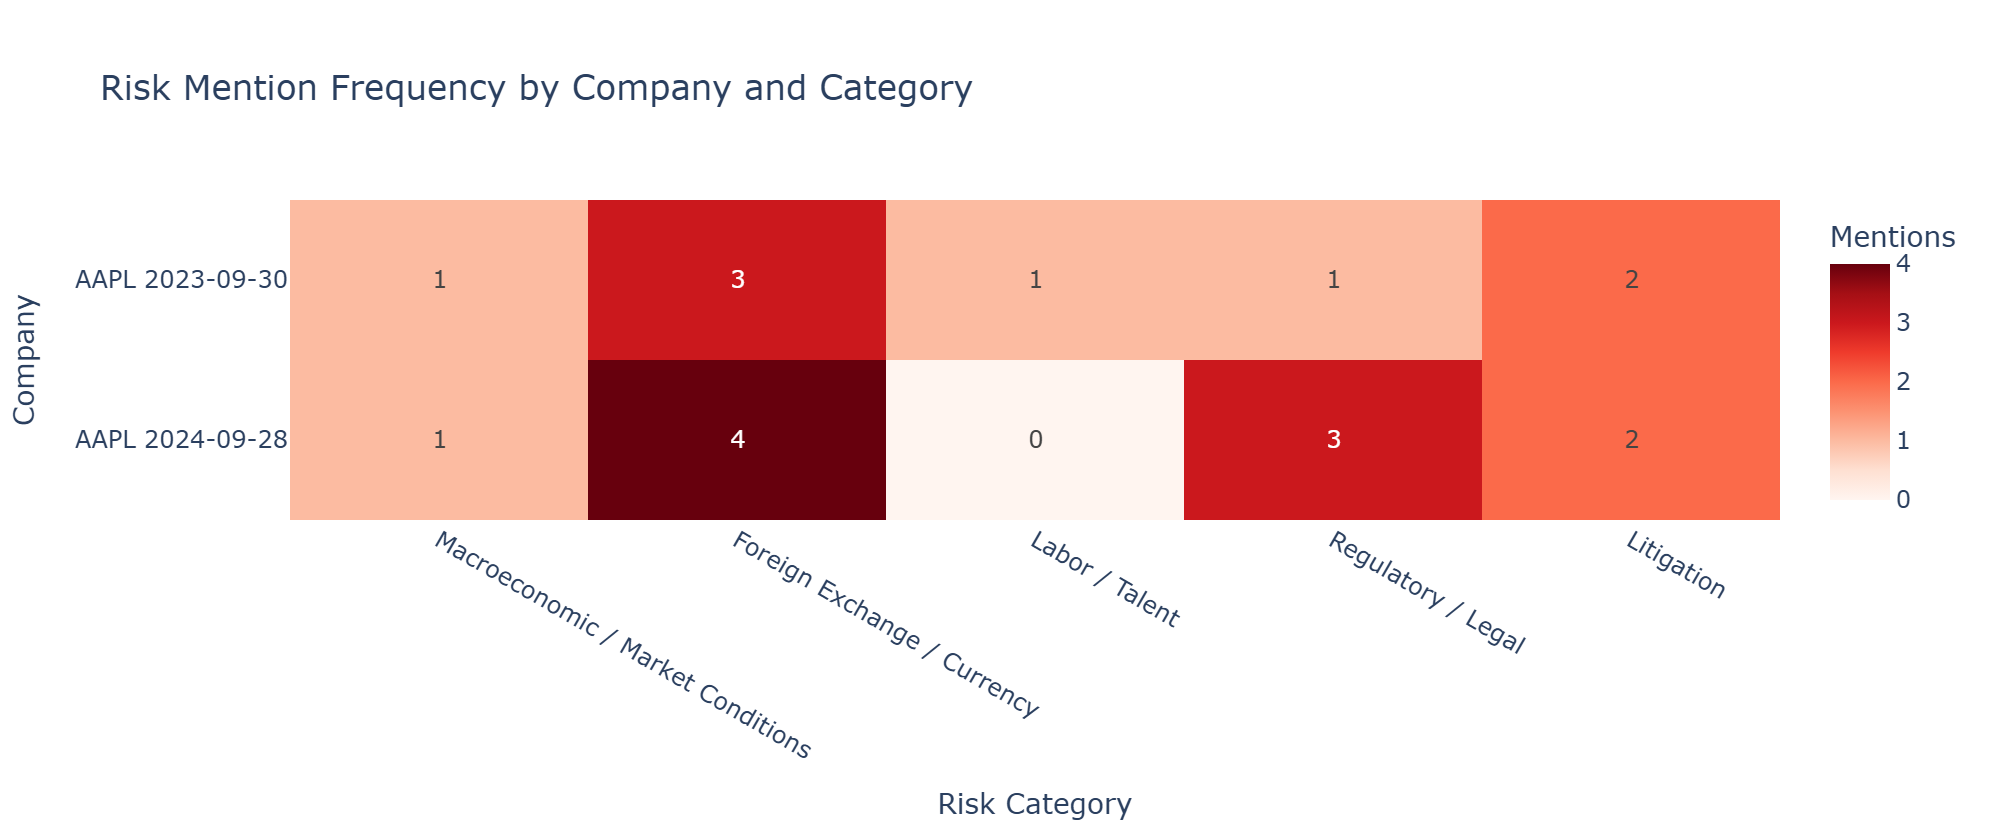 Risk Mention Frequency by Company and Category
Company
AAPL 2023-09-30
1
3
1
1
2
AAPL 2024-09-28
1
4
0
3
2
Macroeconomic / Market Conditions
Foreign Exchange / Currency
Labor / Talent
Regulatory / Legal
Litigation
Risk Category
Mentions
4
3
2
1
0